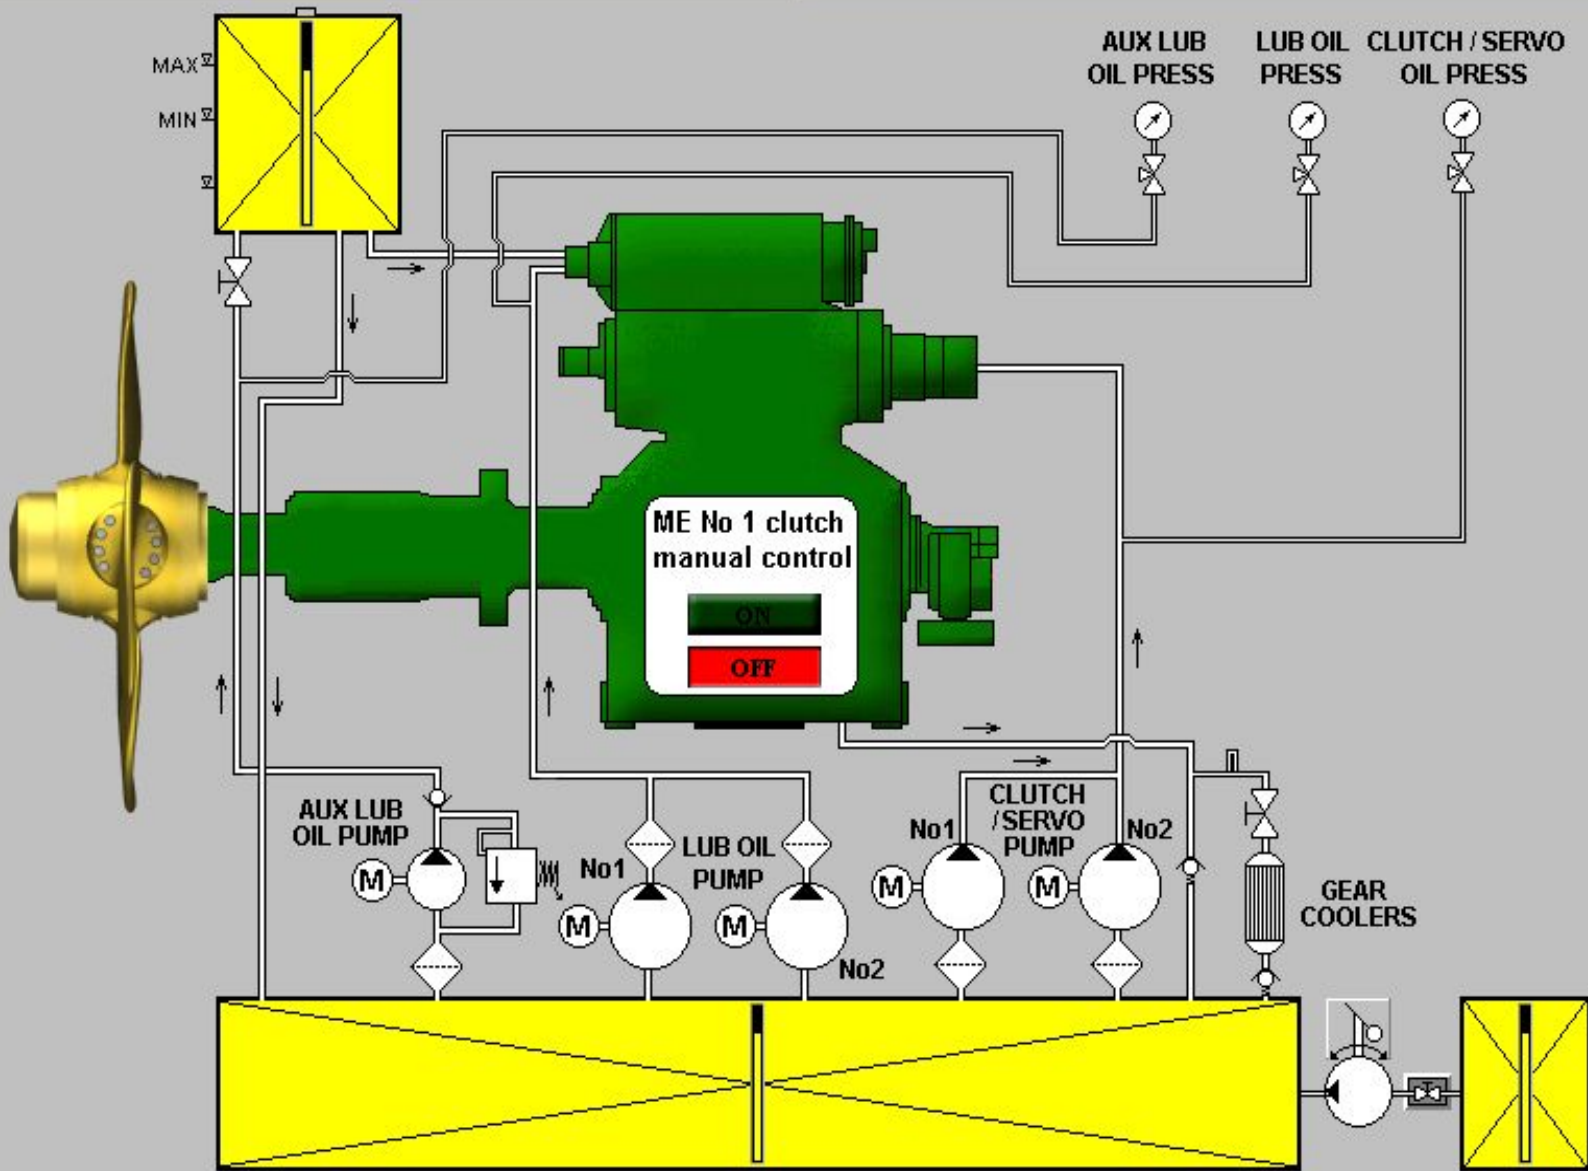 AUX LUB
OIL PRESS
LUB OIL
PRESS
CLUTCH / SERVO
OIL PRESS
MAX
MIN
ME No 1 clutch
manual control
ON
OFF
AUX LUB
OIL PUMP
M
No1
M
LUB OIL
PUMP
M
No2
No1
M
CLUTCH
/SERVO
PUMP
No2
M
GEAR
COOLERS